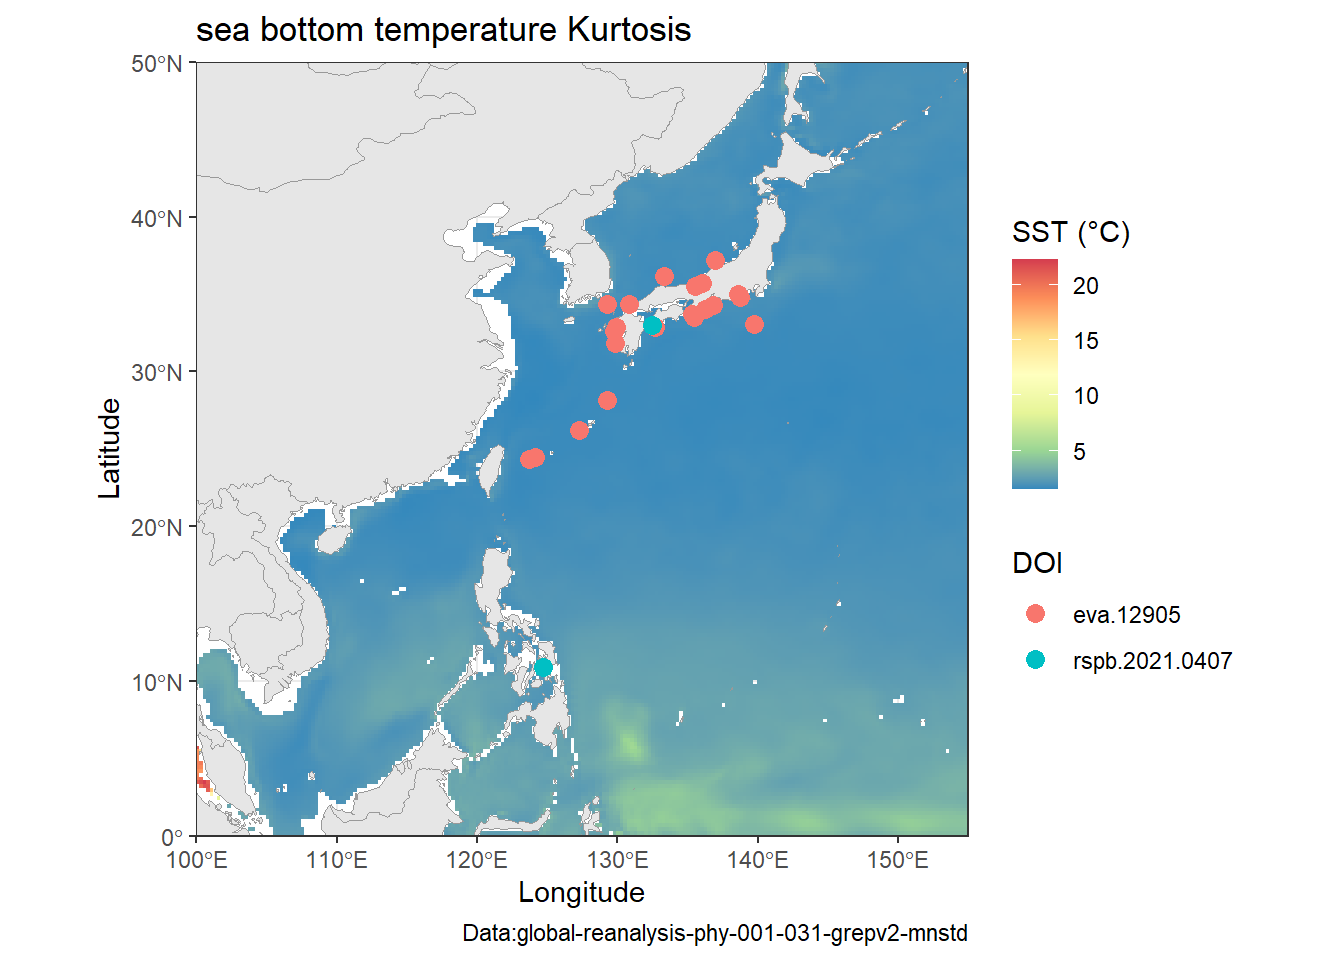 sea bottom temperature Kurtosis
50°N
40°N
30°N
20°N
10°N
0°
Latitude
100°E 110°E 120°E 130°E 140°E 150°E
Longitude
SST (°C)
20
15
10
5
DOI
eva.12905
rspb.2021.0407
Data:global-reanalysis-phy-001-031-grepv2-mnstd